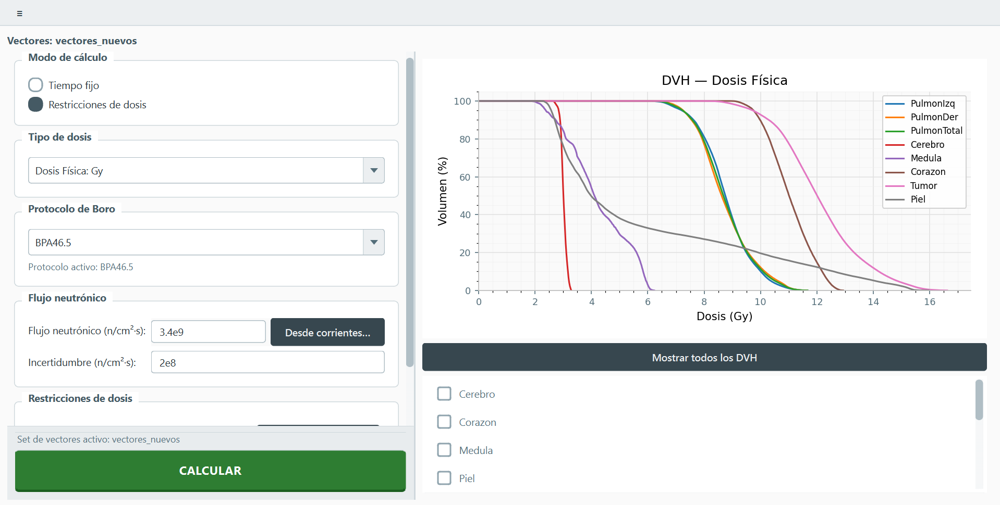 ≡
Vectores: vectores_nuevos
Modo de cálculo
Tiempo fijo
Restricciones de dosis
Tipo de dosis
Dosis Física: Gy
Protocolo de Boro
BPA46.5
Protocolo activo: BPA46.5
Flujo neutrónico
Flujo neutrónico (n/cm²·s):
3.4e9
Desde corrientes...
Incertidumbre (n/cm²·s):
2e8
Restricciones de dosis
Set de vectores activo: vectores_nuevos
CALCULAR
DVH — Dosis Física
Volumen (%)
100
80
60
40
20
0
0 2 4 6 8 10 12 14 16
Dosis (Gy)
PulmonIzq
PulmonDer
PulmonTotal
Cerebro
Medula
Corazon
Tumor
Piel
Mostrar todos los DVH
Cerebro
Corazon
Medula
Piel